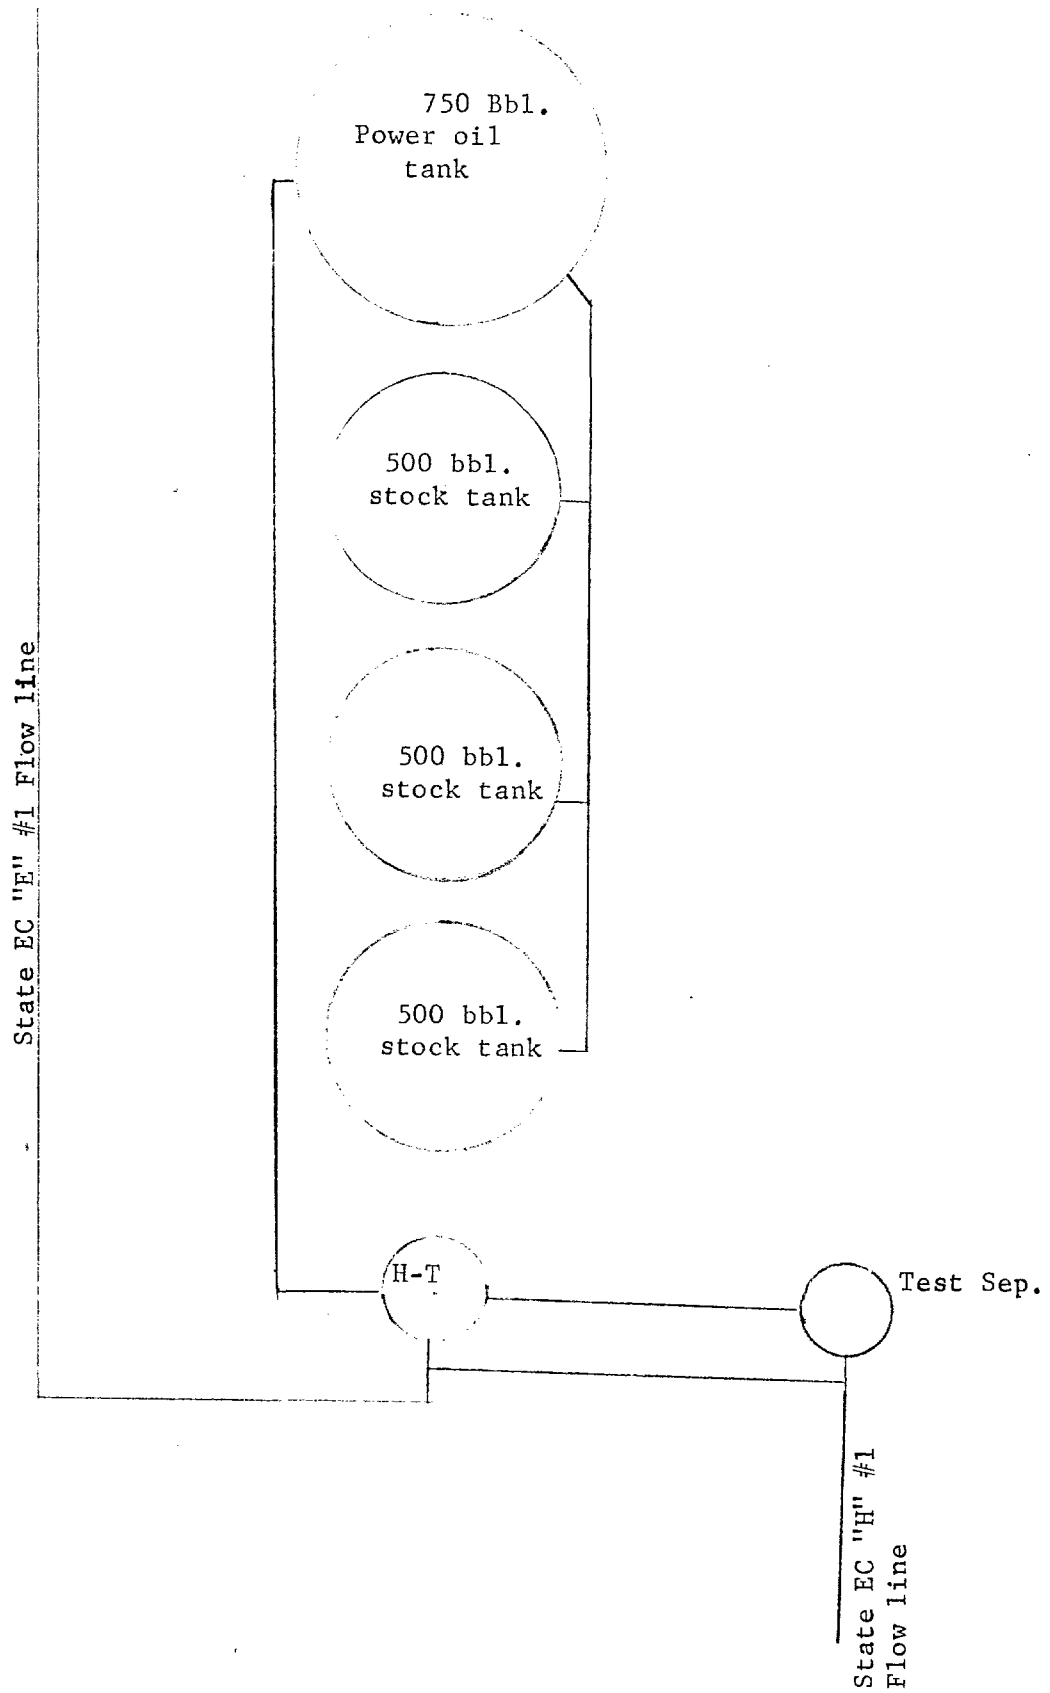 750 Bbl.
Power oil
tank
500 bbl.
stock tank
500 bbl.
stock tank
500 bbl.
stock tank
State EC "E" #1 Flow line
H-T
Test Sep.
State EC "H" #1
Flow line